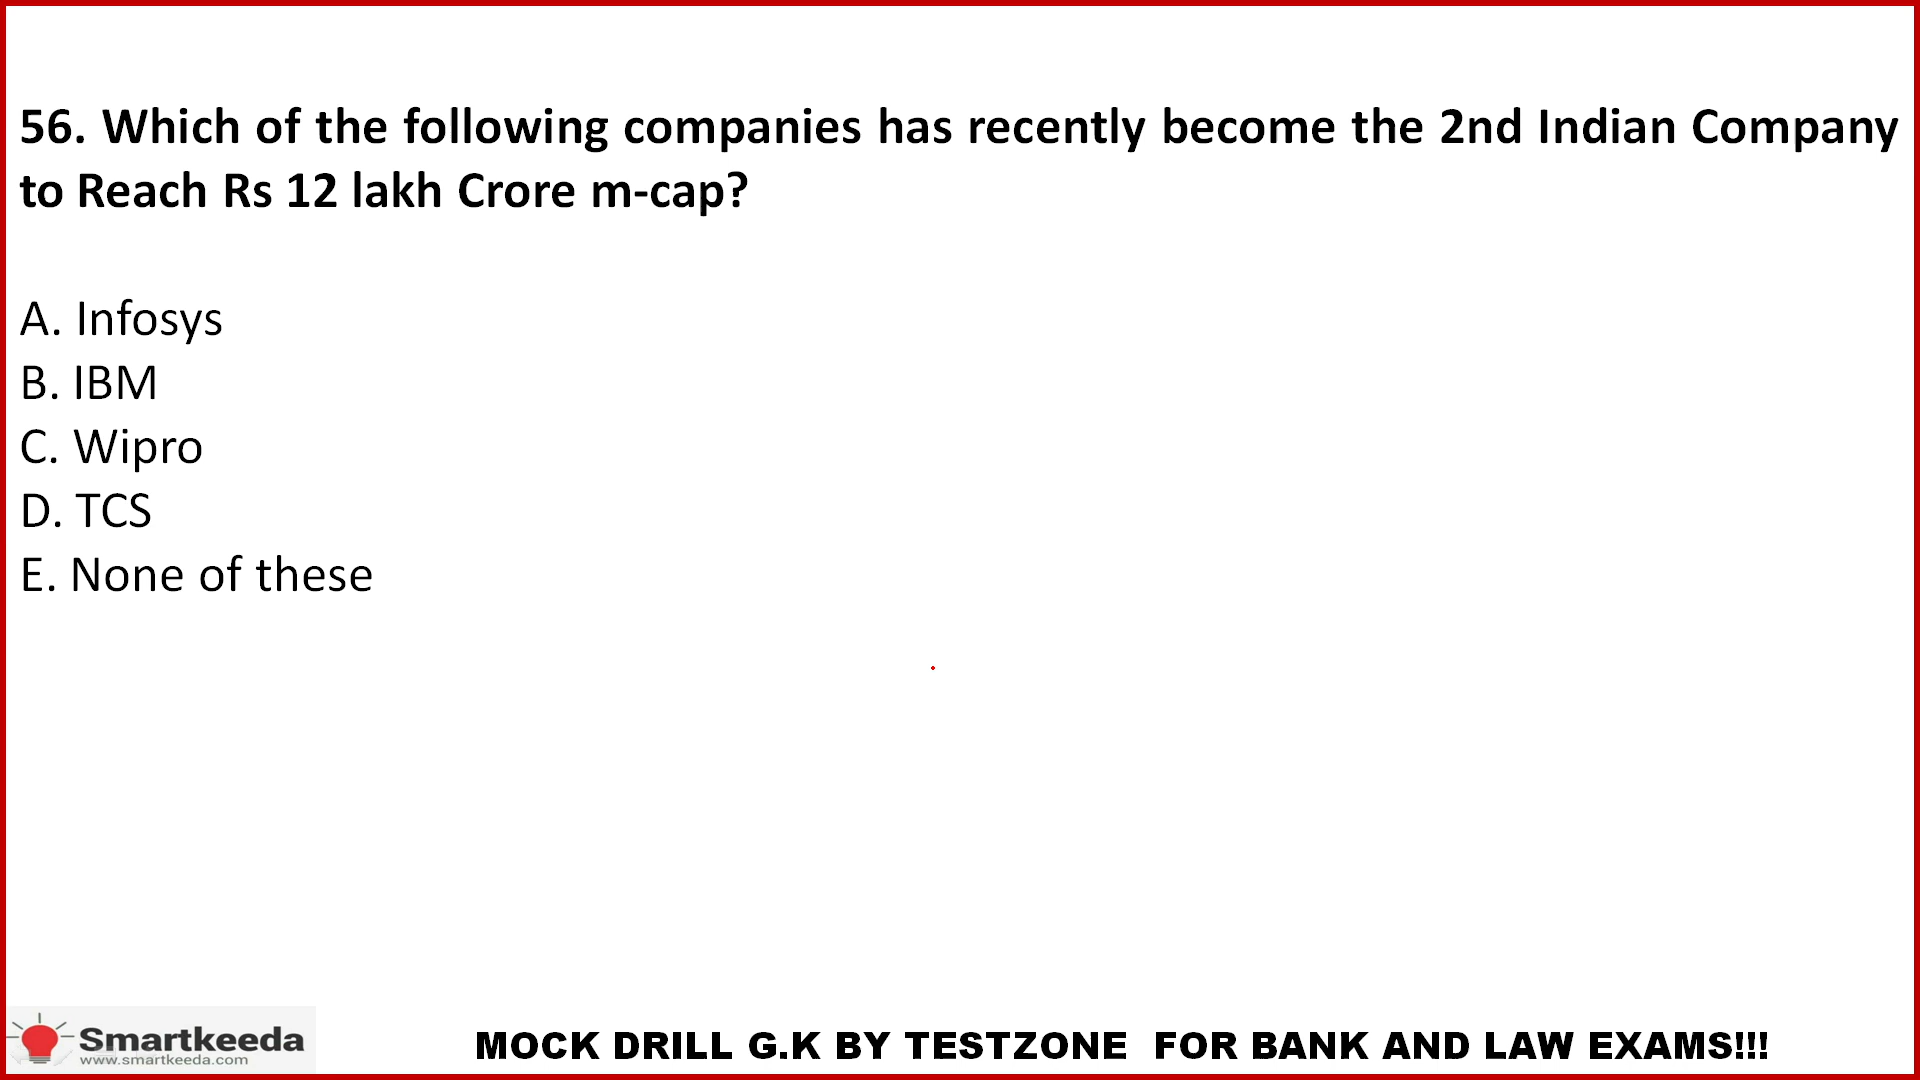 56. Which of the following companies has recently become the 2nd Indian Company
to Reach Rs 12 lakh Crore m-cap?
A. Infosys
B. IBM
C. Wipro
D. TCS
E. None of these
Smartkeeda
www.smartkeeda.com
MOCK DRILL G.K BY TESTZONE FOR BANK AND LAW EXAMS!!!